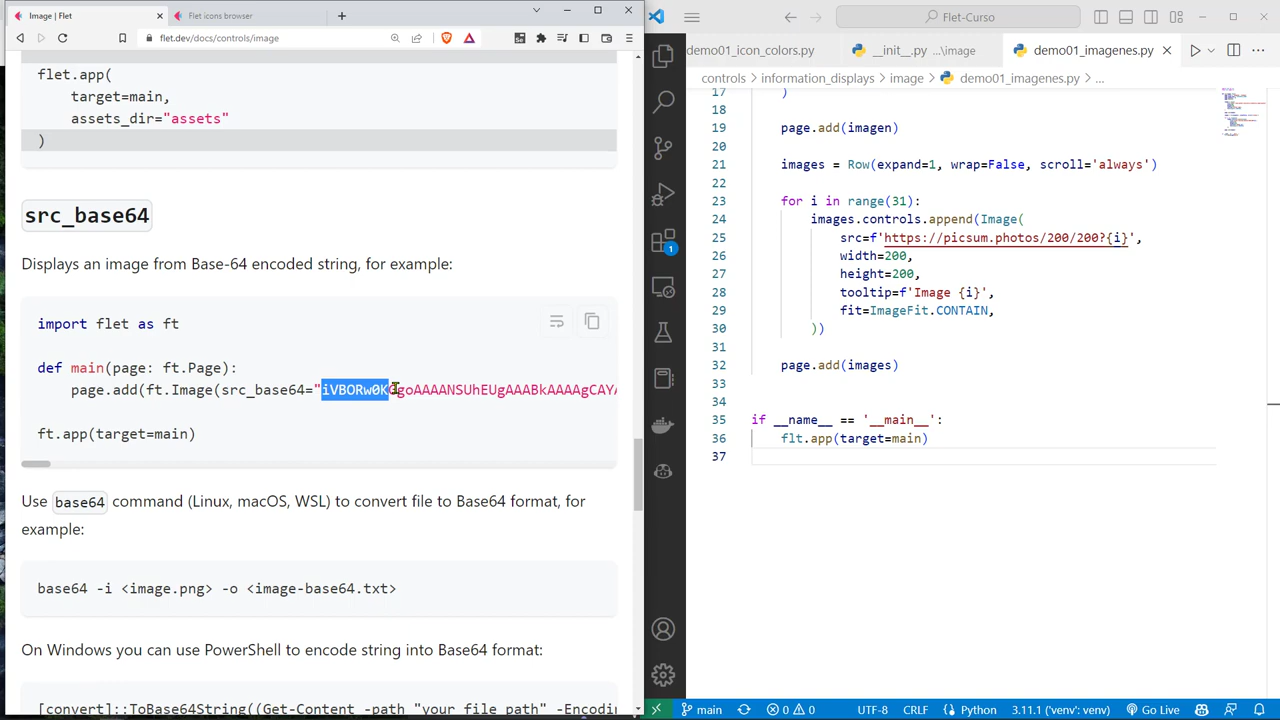 Image | Flet
Flet icons browser
flet.dev/docs/controls/image
flet.app(
target=main,
assets_dir="assets"
)
src_base64
Displays an image from Base-64 encoded string, for example:
import flet as ft
def main(page: ft.Page):
page.add(ft.Image(src_base64="iVBORw0KGgoAAAANSUhEUgAAABkAAAAgCAYA
ft.app(target=main)
Use base64 command (Linux, macOS, WSL) to convert file to Base64 format, for
example:
base64 -i <image.png> -o <image-base64.txt>
On Windows you can use PowerShell to encode string into Base64 format:
[convert]::ToBase64String((Get-Content -path "your_file_path" -Encodin
Flet-Curso
demo01_icon_colors.py
__init__.py ...\image
demo01_imagenes.py
controls > information_displays > image > demo01_imagenes.py > ...
17 )
18
19 page.add(imagen)
20
21 images = Row(expand=1, wrap=False, scroll='always')
22
23 for i in range(31):
24 images.controls.append(Image(
25 src=f'https://picsum.photos/200/200?{i}',
26 width=200,
27 height=200,
28 tooltip=f'Image {i}',
29 fit=ImageFit.CONTAIN,
30 ))
31
32 page.add(images)
33
34
35 if __name__ == '__main__':
36 flt.app(target=main)
37
1
main
0 0
UTF-8 CRLF Python 3.11.1 ('venv': venv) Go Live